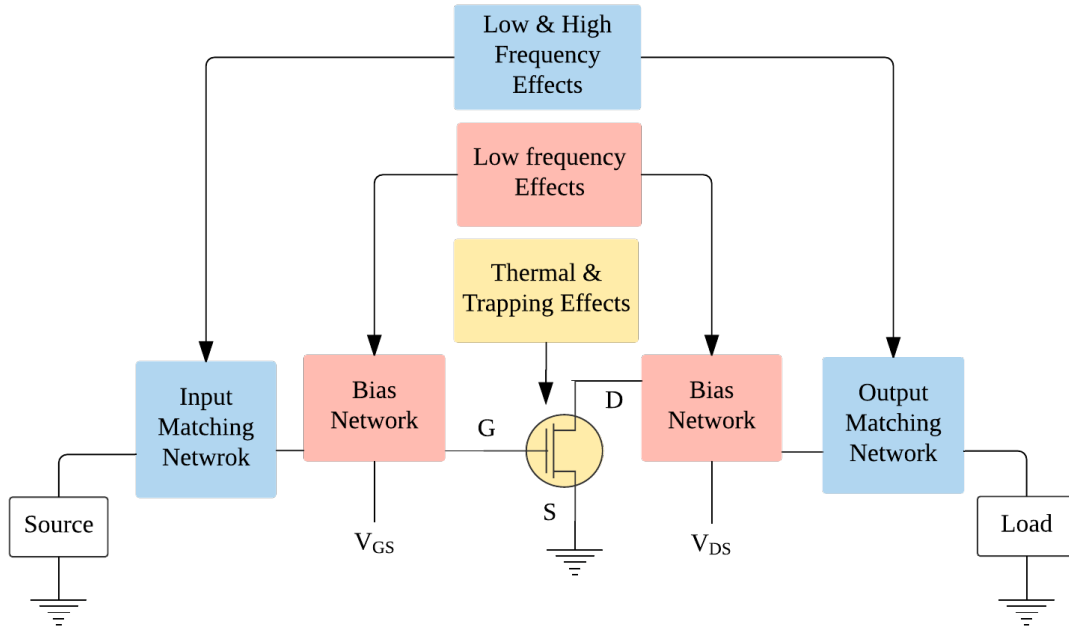 Low & High
Frequency
Effects
Low frequency
Effects
Thermal &
Trapping Effects
Input
Matching
Netwrok
Bias
Network
Bias
Network
Output
Matching
Network
D
G
S
Source
Load
VGS
VDS